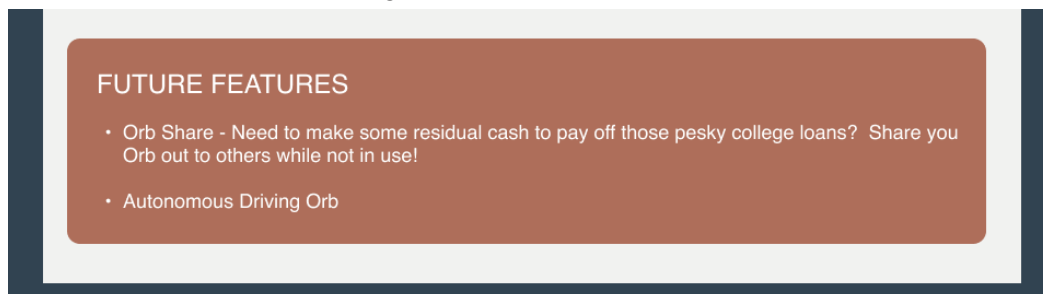 FUTURE FEATURES
• Orb Share - Need to make some residual cash to pay off those pesky college loans?  Share you
Orb out to others while not in use!
• Autonomous Driving Orb